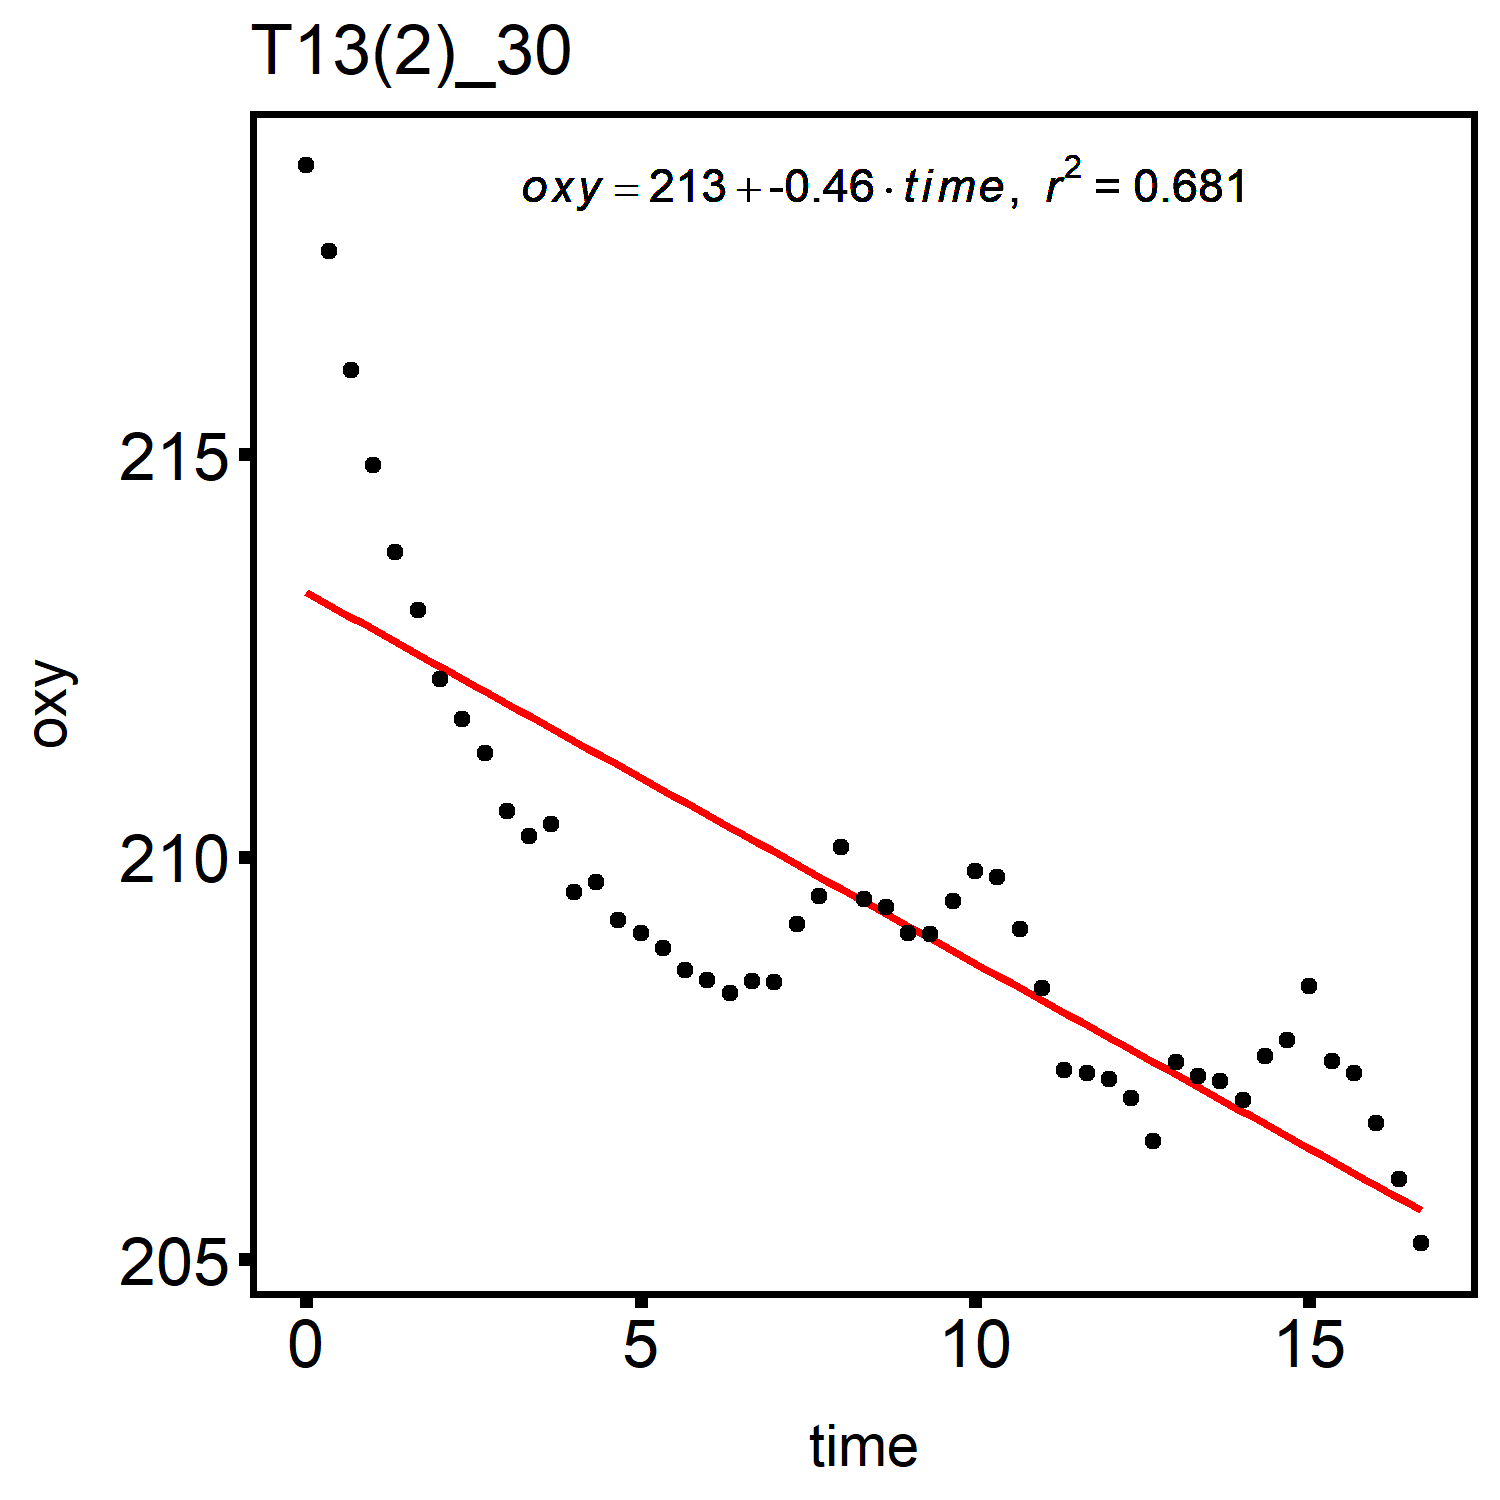 T13(2)_30
oxy = 213 + -0.46 · time, r² = 0.681
215
210
205
oxy
0 5 10 15
time